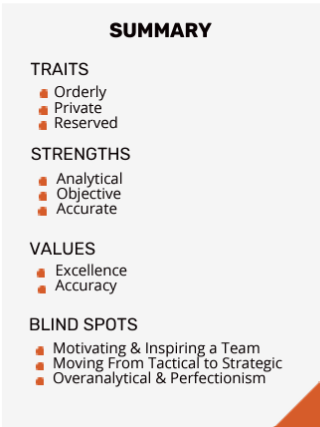 SUMMARY
TRAITS
Orderly
Private
Reserved
STRENGTHS
Analytical
Objective
Accurate
VALUES
Excellence
Accuracy
BLIND SPOTS
Motivating & Inspiring a Team
Moving From Tactical to Strategic
Overanalytical & Perfectionism